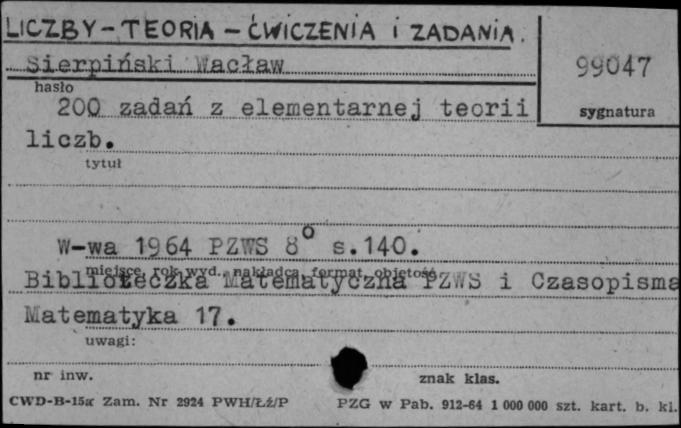 LICZBY - TEORIA - ĆWICZENIA i ZADANIA.
Sierpiński Wacław
99047
hasło
sygnatura
200 zadań z elementarnej teorii
liczb.
tytuł
W-wa 1964 PZWS 8° s.140.
miejsce, rok wyd., nakładca, format, objętość
Biblioteczka Matematyczna PZWS i Czasopisma
Matematyka 17.
uwagi:
nr inw.
znak klas.
CWD-B-15a Zam. Nr 2924 PWH/Łź/P
PZG w Pab. 912-64 1 000 000 szt. kart. b. kl.